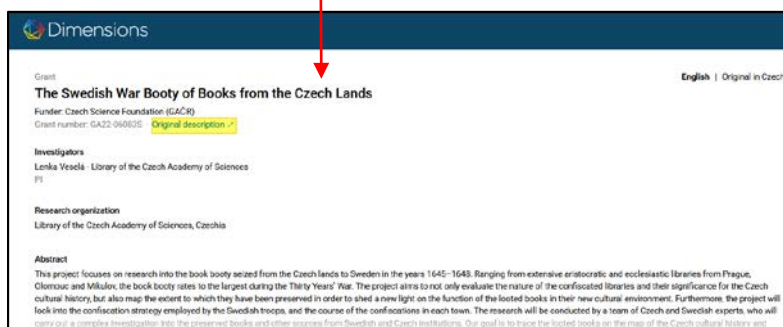 Dimensions
Grant
English | Original in Czech
The Swedish War Booty of Books from the Czech Lands
Funder: Czech Science Foundation (GAČR)
Grant number: GA22-06083S Original description
Investigators
Lenka Veselá - Library of the Czech Academy of Sciences
PI
Research organization
Library of the Czech Academy of Sciences, Czechia
Abstract
This project focuses on research into the book booty seized from the Czech lands to Sweden in the years 1645–1648. Ranging from extensive aristocratic and ecclesiastic libraries from Prague,
Olomouc and Mikulov, the book booty rates to the largest during the Thirty Years' War. The project aims to not only evaluate the nature of the confiscated libraries and their significance for the Czech
cultural history, but also map the extent to which they have been preserved in order to shed a new light on the function of the looted books in their new cultural environment. Furthermore, the project will
look into the confiscation strategy employed by the Swedish troops, and the course of the confiscations in each town. The research will be conducted by a team of Czech and Swedish experts, who will
carry out a complex investigation into the preserved books and other sources from Swedish and Czech institutions. Our goal is to trace the looted books on the map of the Czech cultural history and